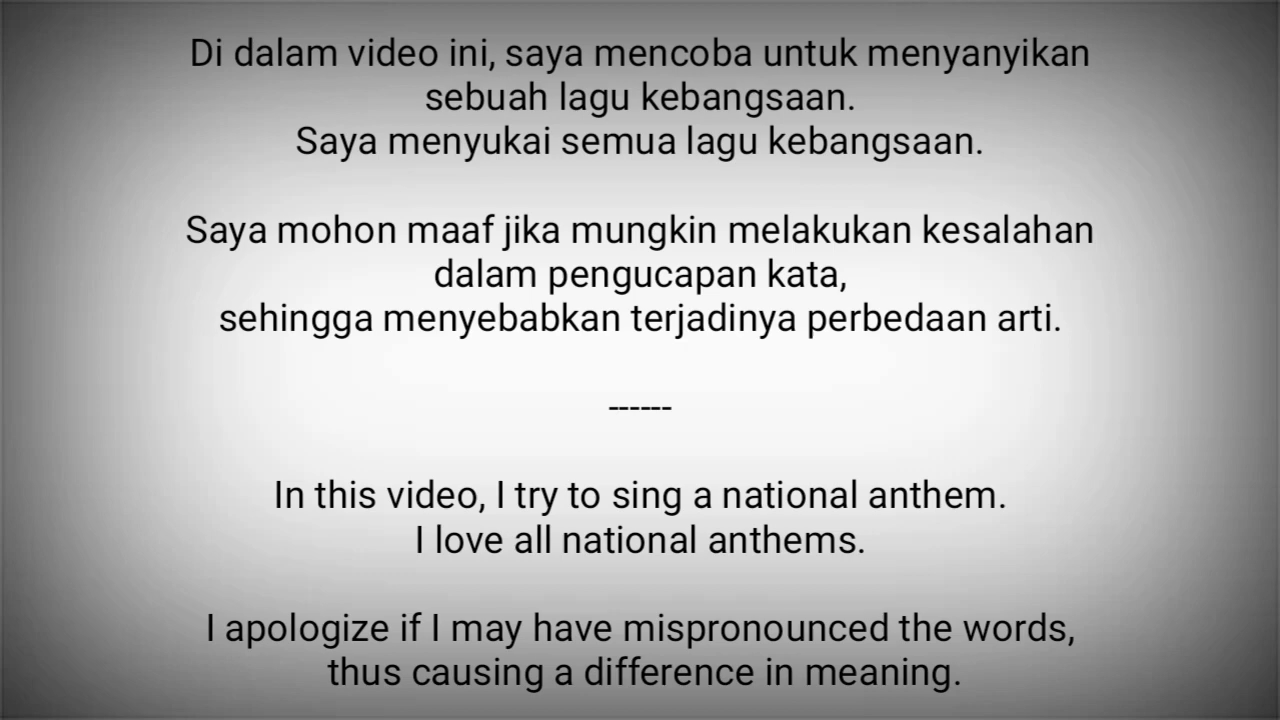 Di dalam video ini, saya mencoba untuk menyanyikan
sebuah lagu kebangsaan.
Saya menyukai semua lagu kebangsaan.
Saya mohon maaf jika mungkin melakukan kesalahan
dalam pengucapan kata,
sehingga menyebabkan terjadinya perbedaan arti.
------
In this video, I try to sing a national anthem.
I love all national anthems.
I apologize if I may have mispronounced the words,
thus causing a difference in meaning.